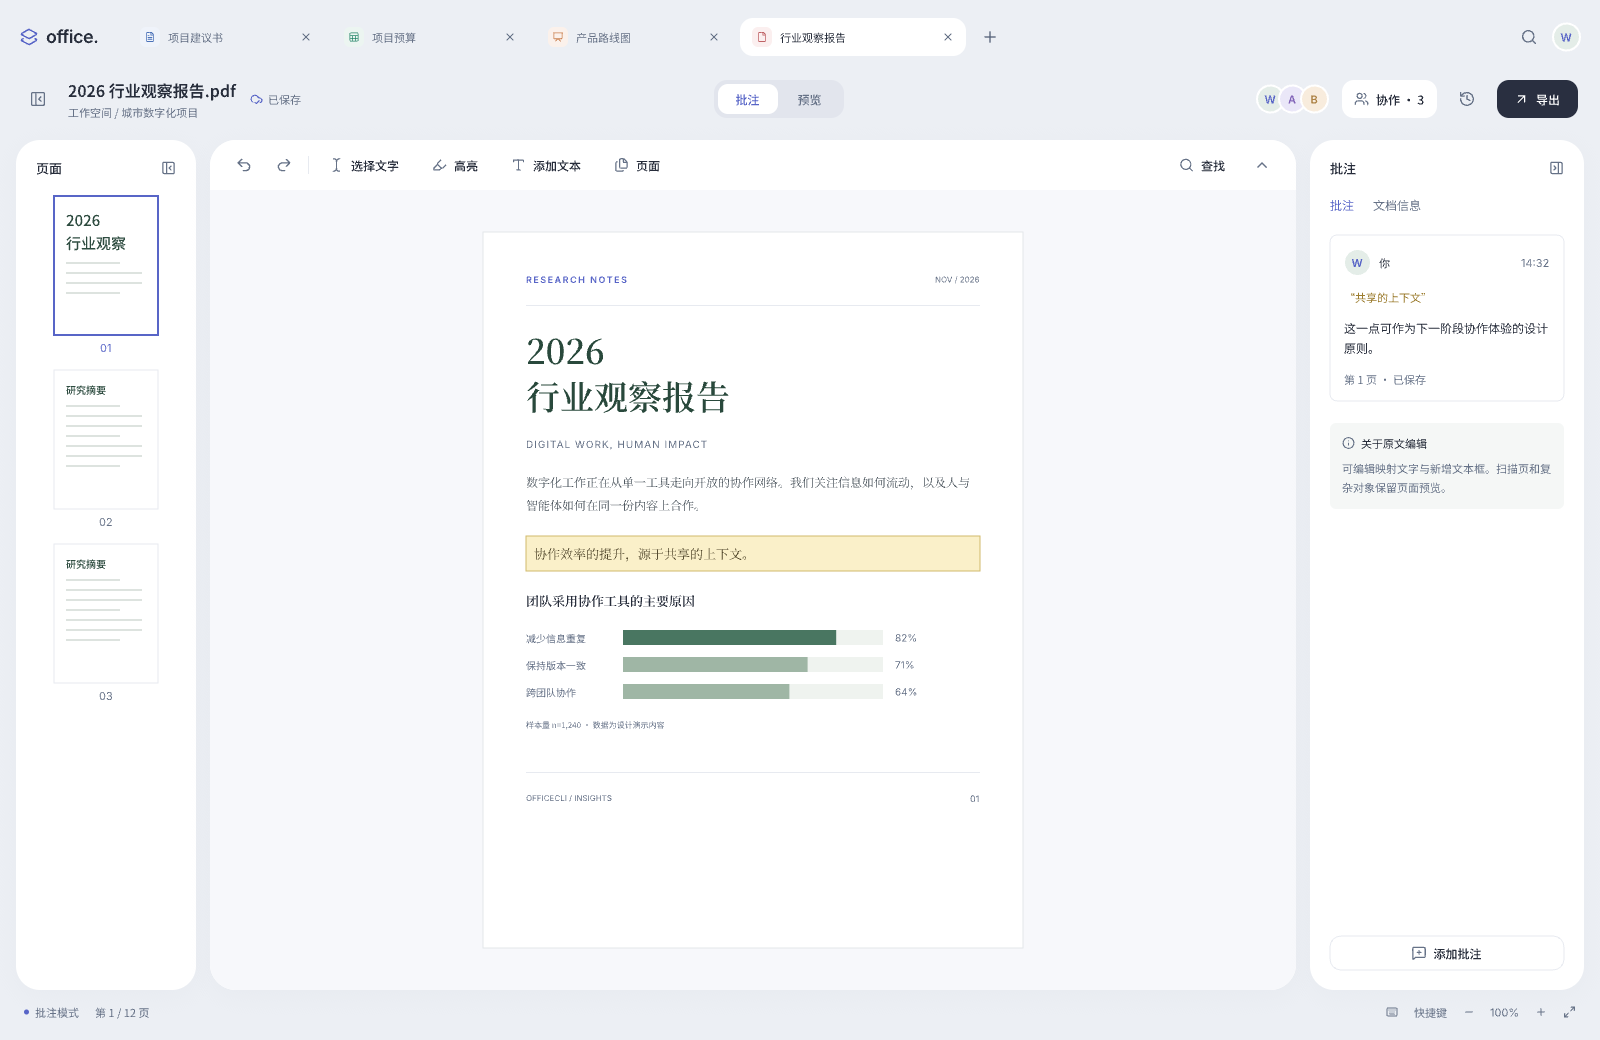 office.
项目建议书
项目预算
产品路线图
行业观察报告
W
2026 行业观察报告.pdf
已保存
工作空间 / 城市数字化项目
批注
预览
W
A
B
协作 · 3
导出
页面
2026
行业观察
01
研究摘要
02
研究摘要
03
选择文字
高亮
添加文本
页面
查找
RESEARCH NOTES
NOV / 2026
2026
行业观察报告
DIGITAL WORK, HUMAN IMPACT
数字化工作正在从单一工具走向开放的协作网络。我们关注信息如何流动，以及人与
智能体如何在同一份内容上合作。
协作效率的提升，源于共享的上下文。
团队采用协作工具的主要原因
减少信息重复
82%
保持版本一致
71%
跨团队协作
64%
样本量 n=1,240 · 数据为设计演示内容
OFFICECLI / INSIGHTS
01
批注
批注
文档信息
W
你
14:32
“共享的上下文”
这一点可作为下一阶段协作体验的设计
原则。
第 1 页 · 已保存
关于原文编辑
可编辑映射文字与新增文本框。扫描页和复
杂对象保留页面预览。
添加批注
批注模式
第 1 / 12 页
快捷键
100%